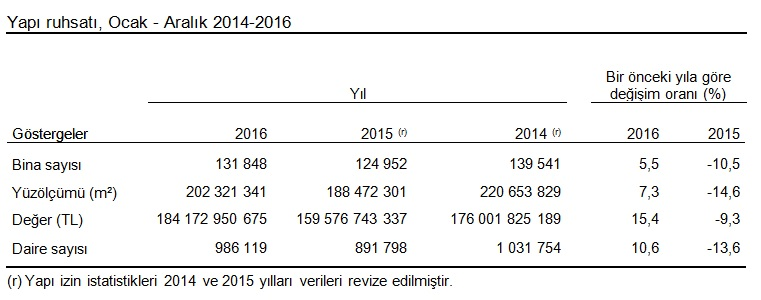 Yapı ruhsatı, Ocak - Aralık 2014-2016
Bir önceki yıla göre
Yıl değişim oranı (%)
Göstergeler 2016 2015 (r) 2014 (r) 2016 2015
Bina sayısı 131 848 124 952 139 541 5,5 -10,5
Yüzölçümü (m²) 202 321 341 188 472 301 220 653 829 7,3 -14,6
Değer (TL) 184 172 950 675 159 576 743 337 176 001 825 189 15,4 -9,3
Daire sayısı 986 119 891 798 1 031 754 10,6 -13,6
(r) Yapı izin istatistikleri 2014 ve 2015 yılları verileri revize edilmiştir.